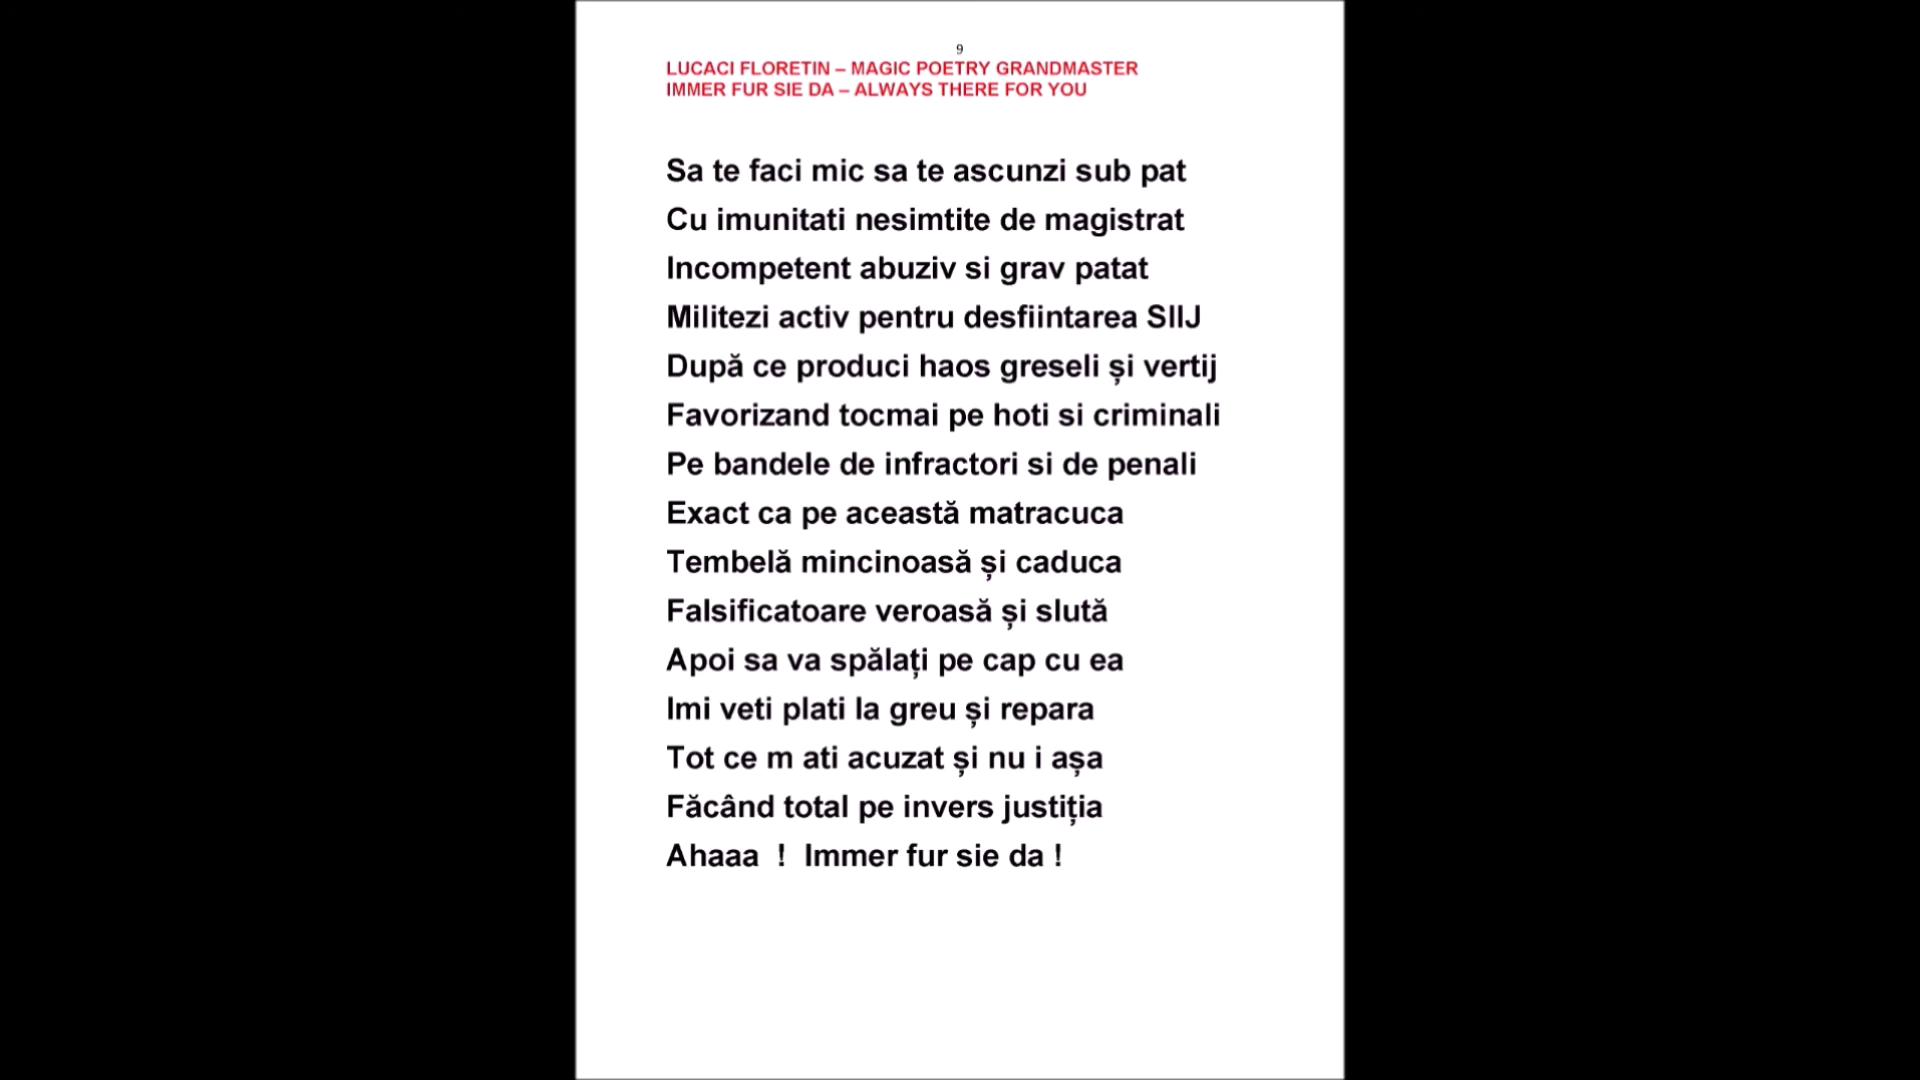 9
LUCACI FLORETIN – MAGIC POETRY GRANDMASTER
IMMER FUR SIE DA – ALWAYS THERE FOR YOU
Sa te faci mic sa te ascunzi sub pat
Cu imunitati nesimtite de magistrat
Incompetent abuziv si grav patat
Militezi activ pentru desfiintarea SIIJ
După ce produci haos greseli și vertij
Favorizand tocmai pe hoti si criminali
Pe bandele de infractori si de penali
Exact ca pe această matracuca
Tembelă mincinoasă și caduca
Falsificatoare veroasă și slută
Apoi sa va spălați pe cap cu ea
Imi veti plati la greu și repara
Tot ce m ati acuzat și nu i așa
Făcând total pe invers justiția
Ahaaa  !  Immer fur sie da !